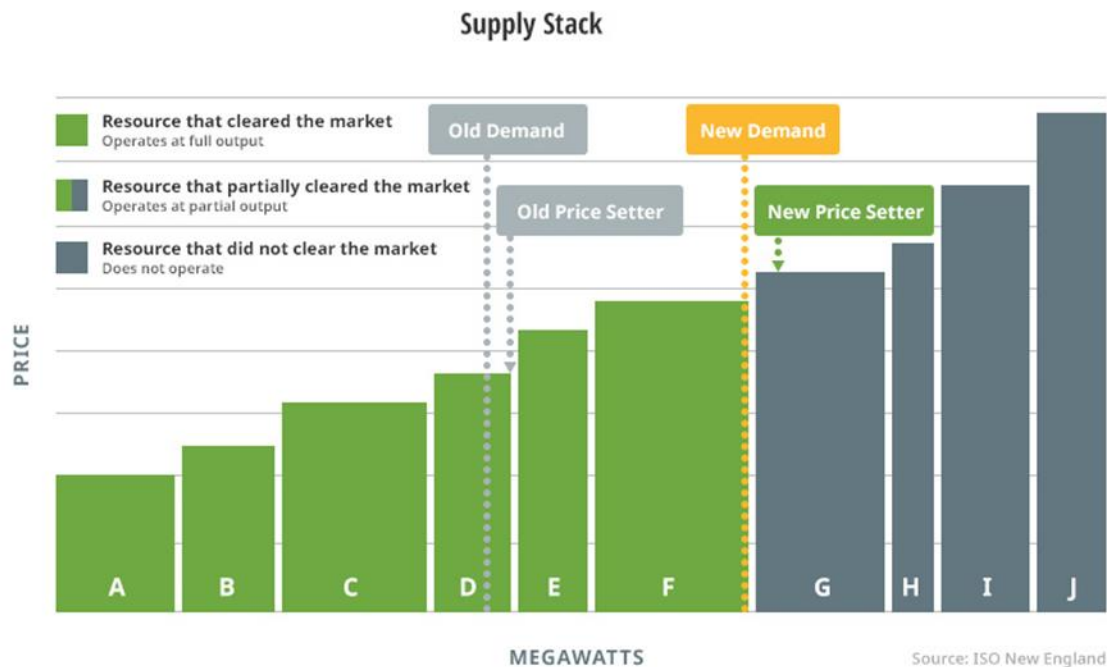 Supply Stack
Resource that cleared the market
Operates at full output
Old Demand
New Demand
Resource that partially cleared the market
Operates at partial output
Old Price Setter
New Price Setter
Resource that did not clear the market
Does not operate
PRICE
A
B
C
D
E
F
G
H
I
J
MEGAWATTS
Source: ISO New England